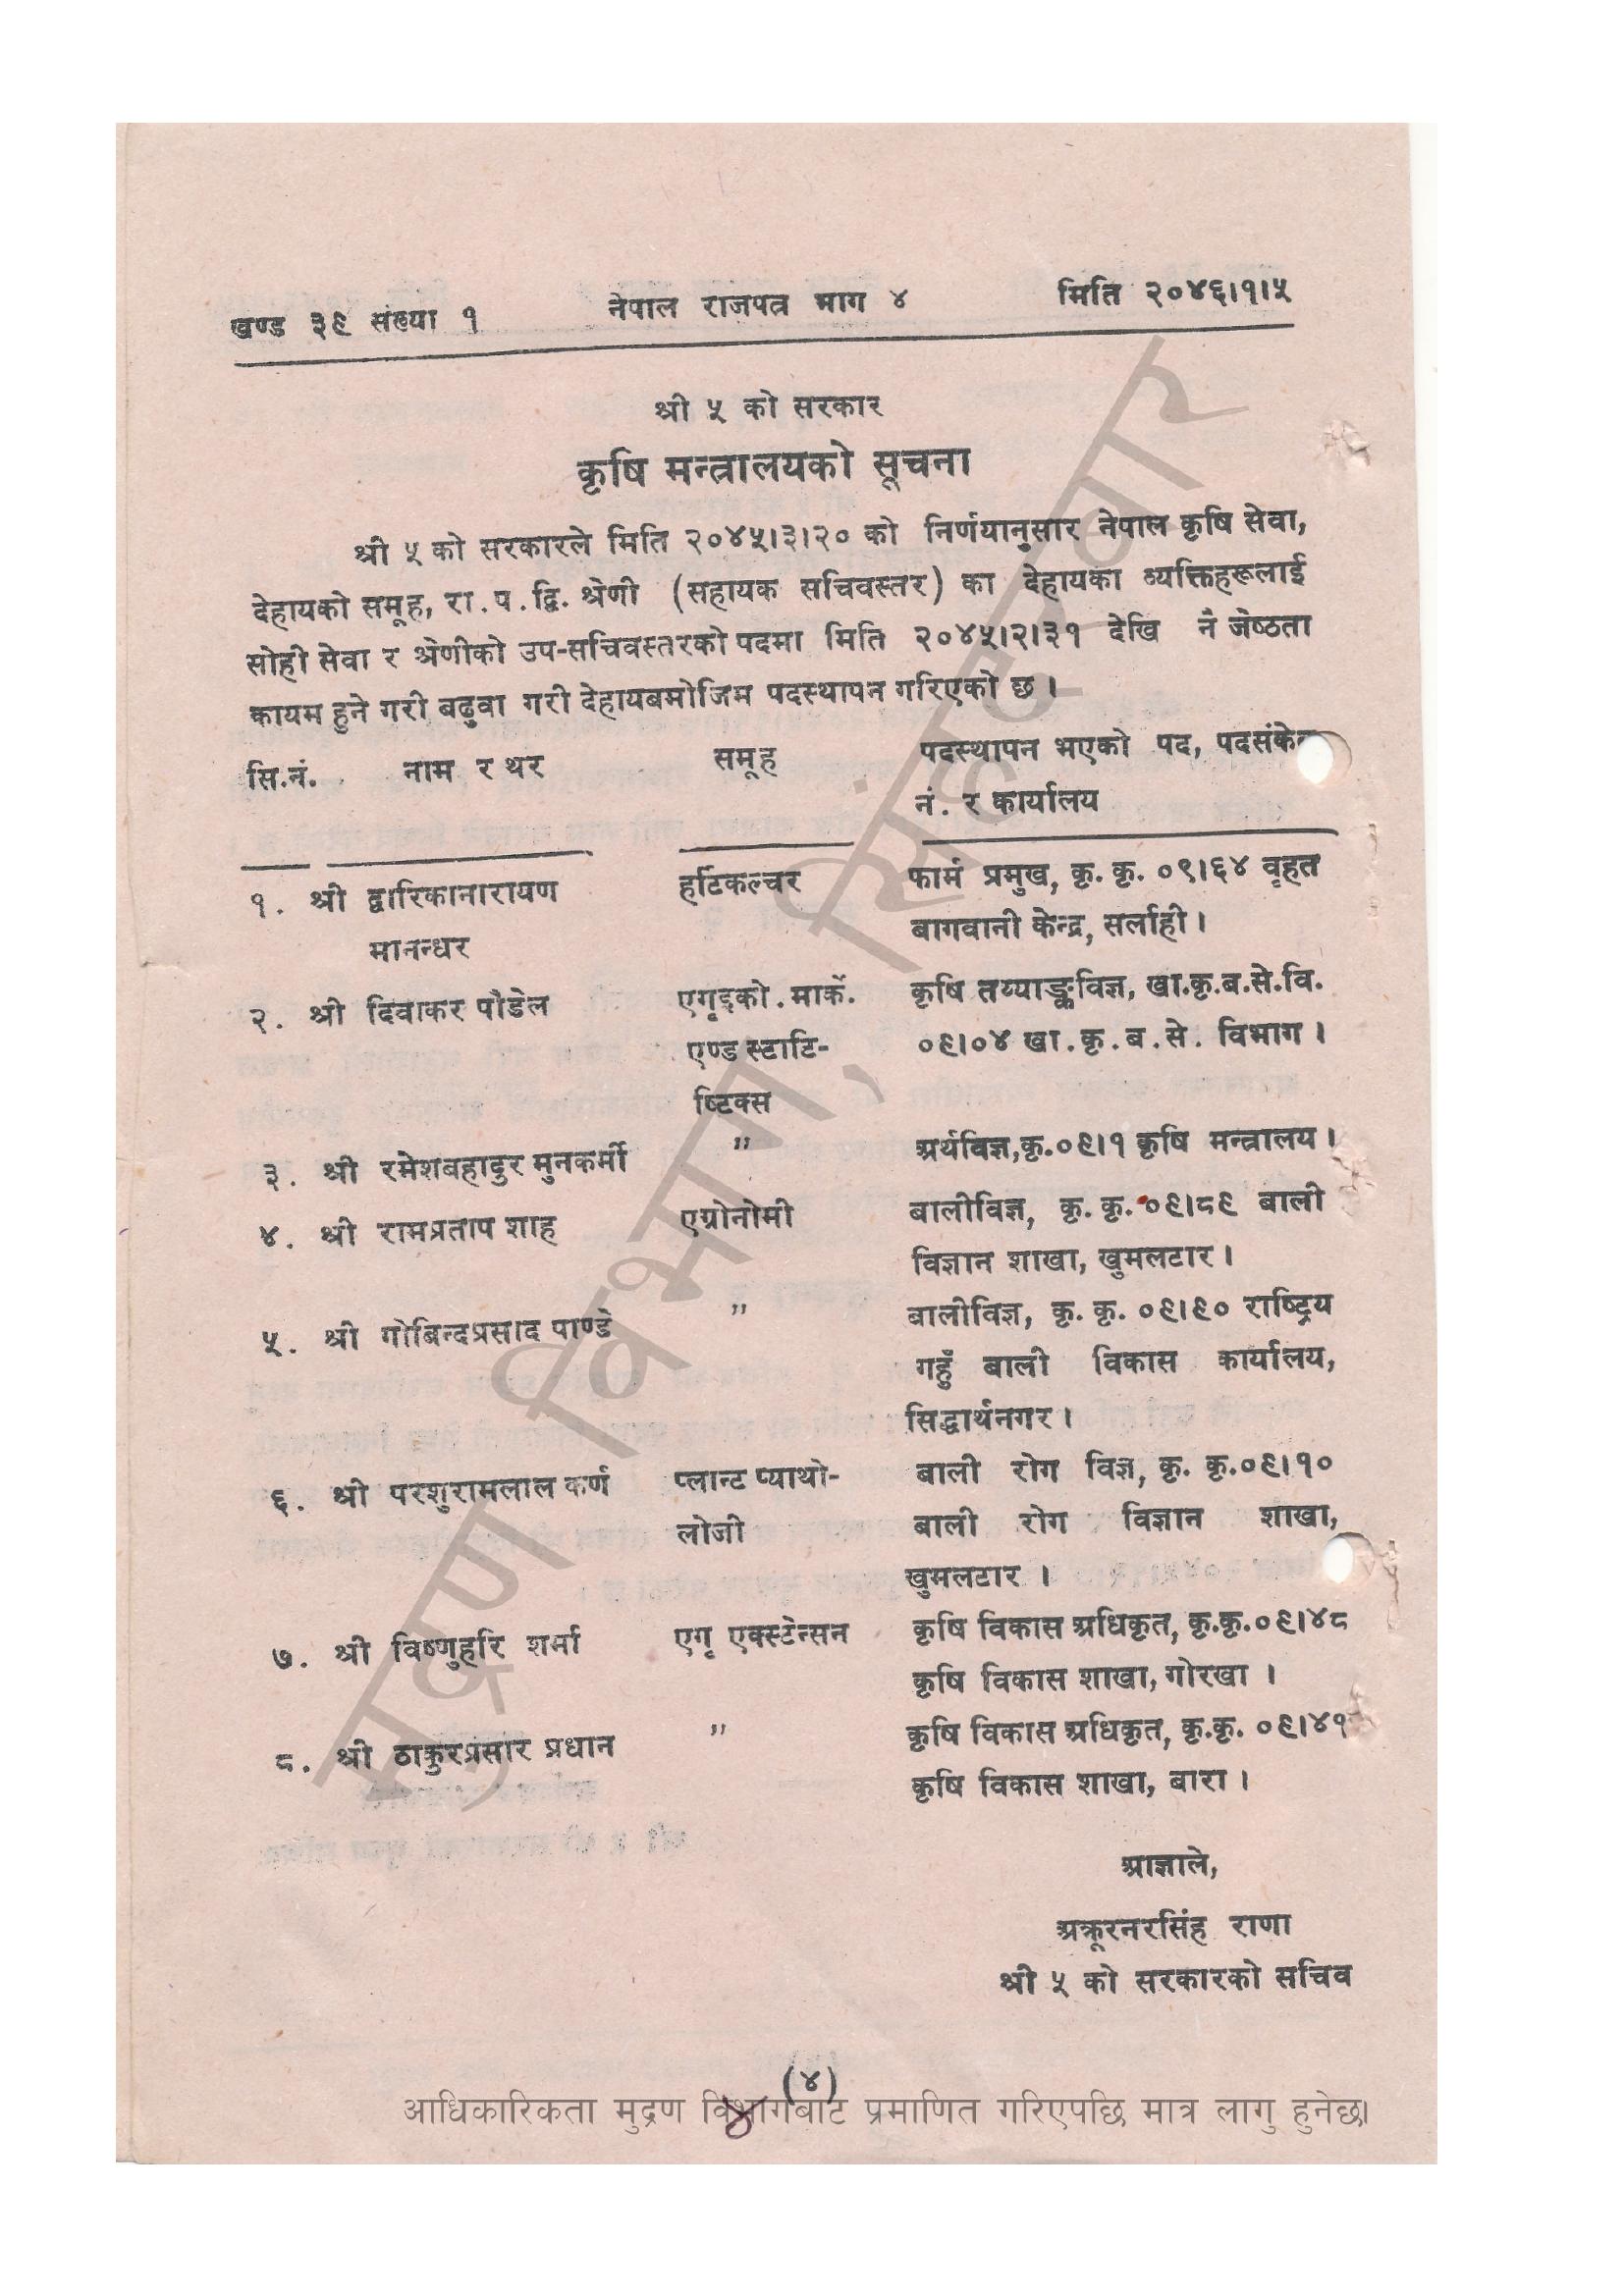 खण्ड ३९ संख्या १ नेपाल राजपत्र भाग ४ मिति २०४६।१।५
श्री ५ को सरकार
कृषि मन्त्रालयको सूचना
श्री ५ को सरकारले मिति २०४५।३।२० को निर्णयानुसार नेपाल कृषि सेवा,
देहायको समूह, रा.प.द्वि. श्रेणी (सहायक सचिवस्तर) का देहायका व्यक्तिहरूलाई
सोही सेवा र श्रेणीको उप-सचिवस्तरको पदमा मिति २०४५।२।३१ देखि नै जेष्ठता
कायम हुने गरी बढुवा गरी देहायबमोजिम पदस्थापन गरिएको छ ।
सि.नं. नाम र थर समूह पदस्थापन भएको पद, पदसंकेत
नं. र कार्यालय
१. श्री द्वारिकानारायण हर्टिकल्चर फार्म प्रमुख, कृ. कृ. ०९।६४ वृहत
मानन्धर बागवानी केन्द्र, सर्लाही ।
२. श्री दिवाकर पौडेल एगृइको.मार्के. कृषि तथ्याङ्कविज्ञ, खा.कृ.ब.से.वि.
एण्ड स्टाटि- ०९।०४ खा.कृ.ब.से. विभाग ।
ष्टिक्स
३. श्री रमेशबहादुर मुनकर्मी " अर्थविज्ञ,कृ.०९।१ कृषि मन्त्रालय ।
४. श्री रामप्रताप शाह एग्रोनोमी बालीविज्ञ, कृ. कृ. ०९।८९ बाली
विज्ञान शाखा, खुमलटार ।
५. श्री गोबिन्दप्रसाद पाण्डे " बालीविज्ञ, कृ. कृ. ०९।९० राष्ट्रिय
गहुँ बाली विकास कार्यालय,
सिद्धार्थनगर ।
६. श्री परशुरामलाल कर्ण प्लान्ट प्याथो- बाली रोग विज्ञ, कृ. कृ.०९।१०
लोजी बाली रोग विज्ञान शाखा,
खुमलटार ।
७. श्री विष्णुहरि शर्मा एगृ एक्स्टेन्सन कृषि विकास अधिकृत, कृ.कृ.०९।४८
कृषि विकास शाखा, गोरखा ।
८. श्री ठाकुरप्रसार प्रधान " कृषि विकास अधिकृत, कृ.कृ. ०९।४१
कृषि विकास शाखा, बारा ।
आज्ञाले,
अक्रूरनरसिंह राणा
श्री ५ को सरकारको सचिव
(४)
आधिकारिकता मुद्रण विभागबाट प्रमाणित गरिएपछि मात्र लागु हुनेछ।
४
मुद्रण विभाग, सिंहदरबार